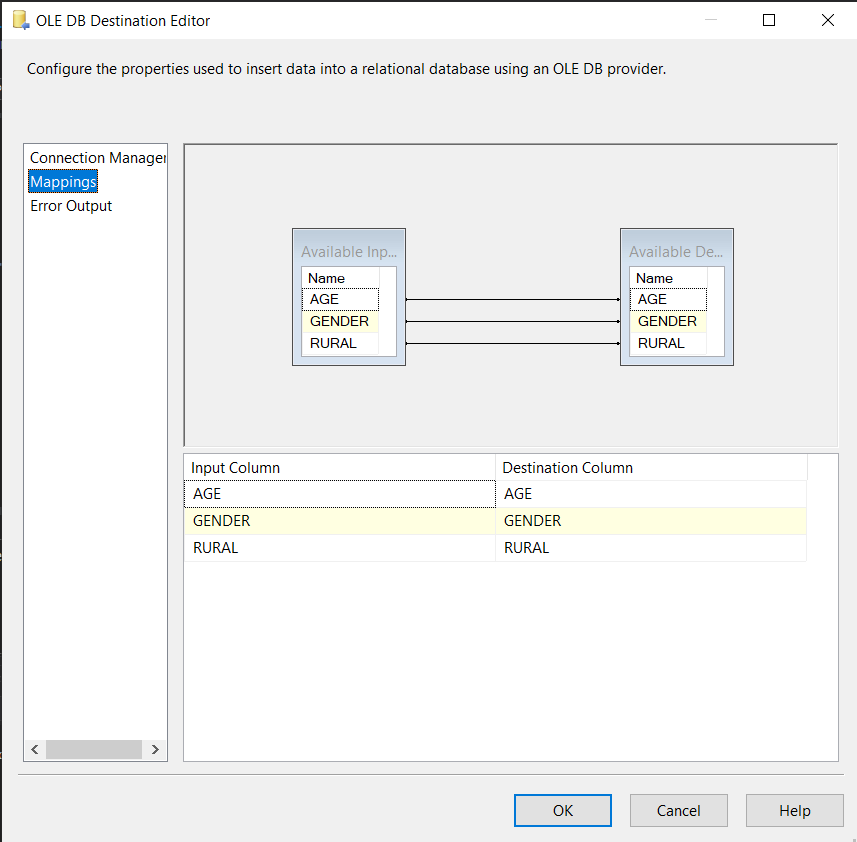 OLE DB Destination Editor
Configure the properties used to insert data into a relational database using an OLE DB provider.
Connection Manager
Mappings
Error Output
Available Inp...
Name
AGE
GENDER
RURAL
Available De...
Name
AGE
GENDER
RURAL
Input Column Destination Column
AGE AGE
GENDER GENDER
RURAL RURAL
OK Cancel Help